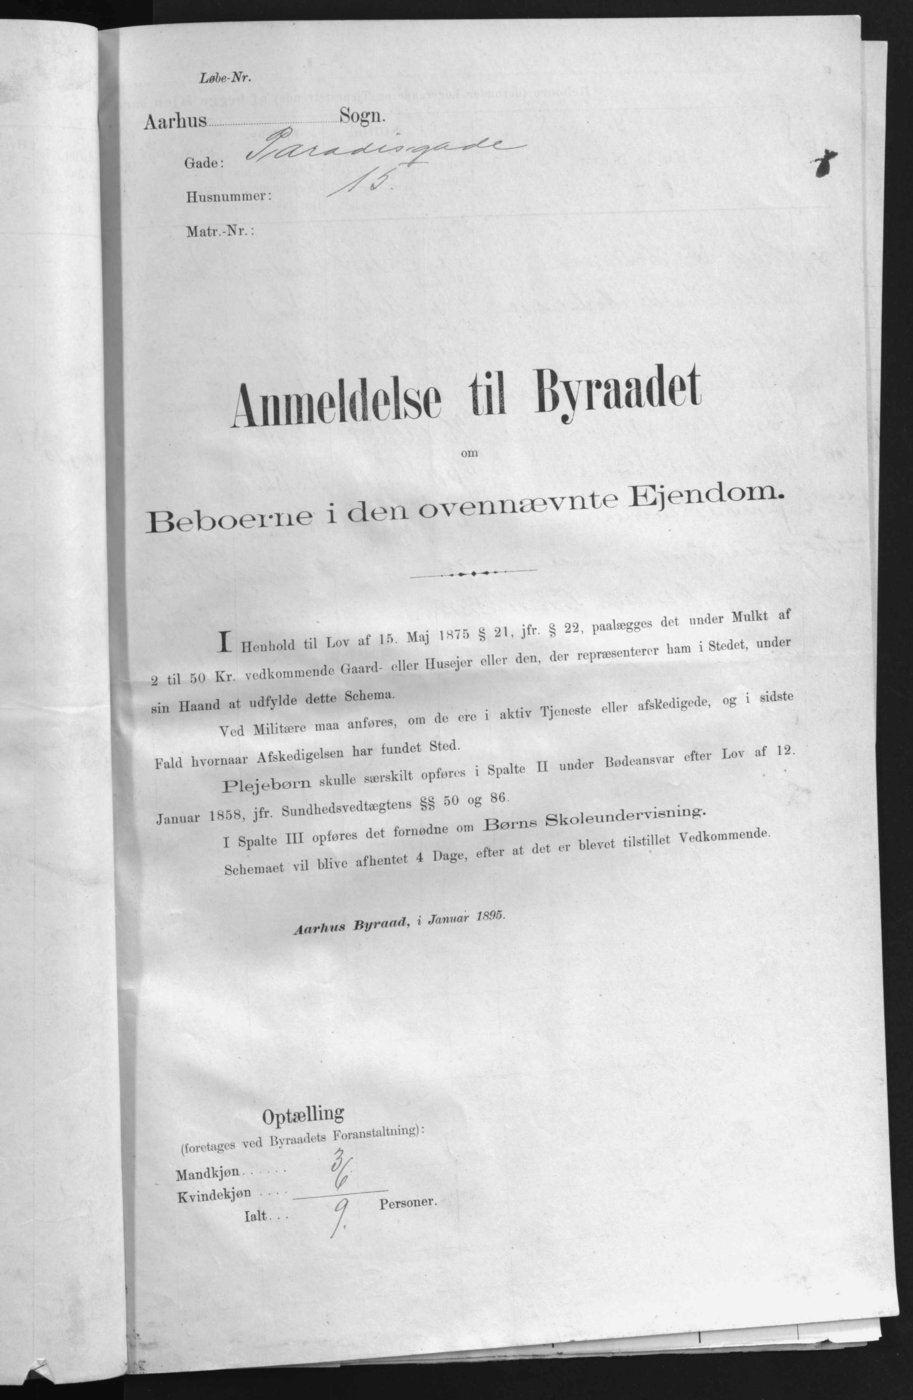 Løbe-Nr.
Aarhus Sogn.
Gade: Paradisgade
Husnummer: 15.
Matr.-Nr.:
Anmeldelse til Byraadet
om
Beboerne i den ovennævnte Ejendom.
I Henhold til Lov af 15. Maj 1875 § 21, jfr. § 22, paalægges det under Mulkt af
2 til 50 Kr. vedkommende Gaard- eller Husejer eller den, der repræsenterer ham i Stedet, under
sin Haand at udfylde dette Schema.
Ved Militære maa anføres, om de ere i aktiv Tjeneste eller afskedigede, og i sidste
Fald hvornaar Afskedigelsen har fundet Sted.
Plejebørn skulle særskilt opføres i Spalte II under Bødeansvar efter Lov af 12.
Januar 1858, jfr. Sundhedsvedtægtens §§ 50 og 86.
I Spalte III opføres det fornødne om Børns Skoleundervisning.
Schemaet vil blive afhentet 4 Dage, efter at det er blevet tilstillet Vedkommende.
Aarhus Byraad, i Januar 1895.
Optælling
(foretages ved Byraadets Foranstaltning):
Mandkjøn...... 3
Kvindekjøn .... 6
Ialt... 9. Personer.